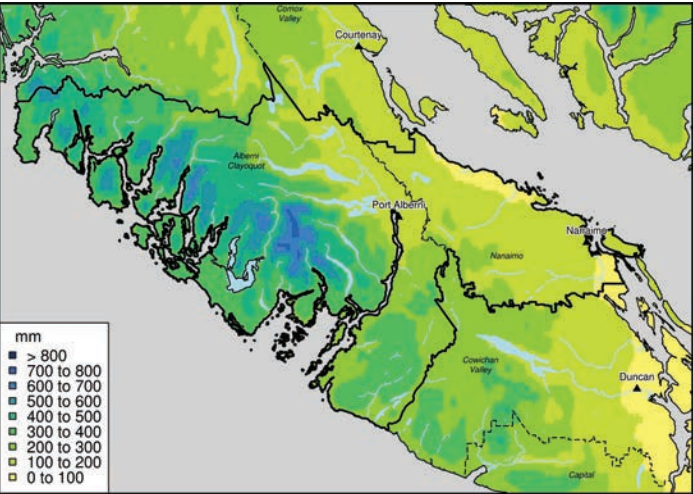 Comox
Valley
Courtenay
Alberni
Clayoquot
Port Alberni
Nanaimo
Nanaimo
Cowichan
Valley
Duncan
Capital
mm
> 800
700 to 800
600 to 700
500 to 600
400 to 500
300 to 400
200 to 300
100 to 200
0 to 100